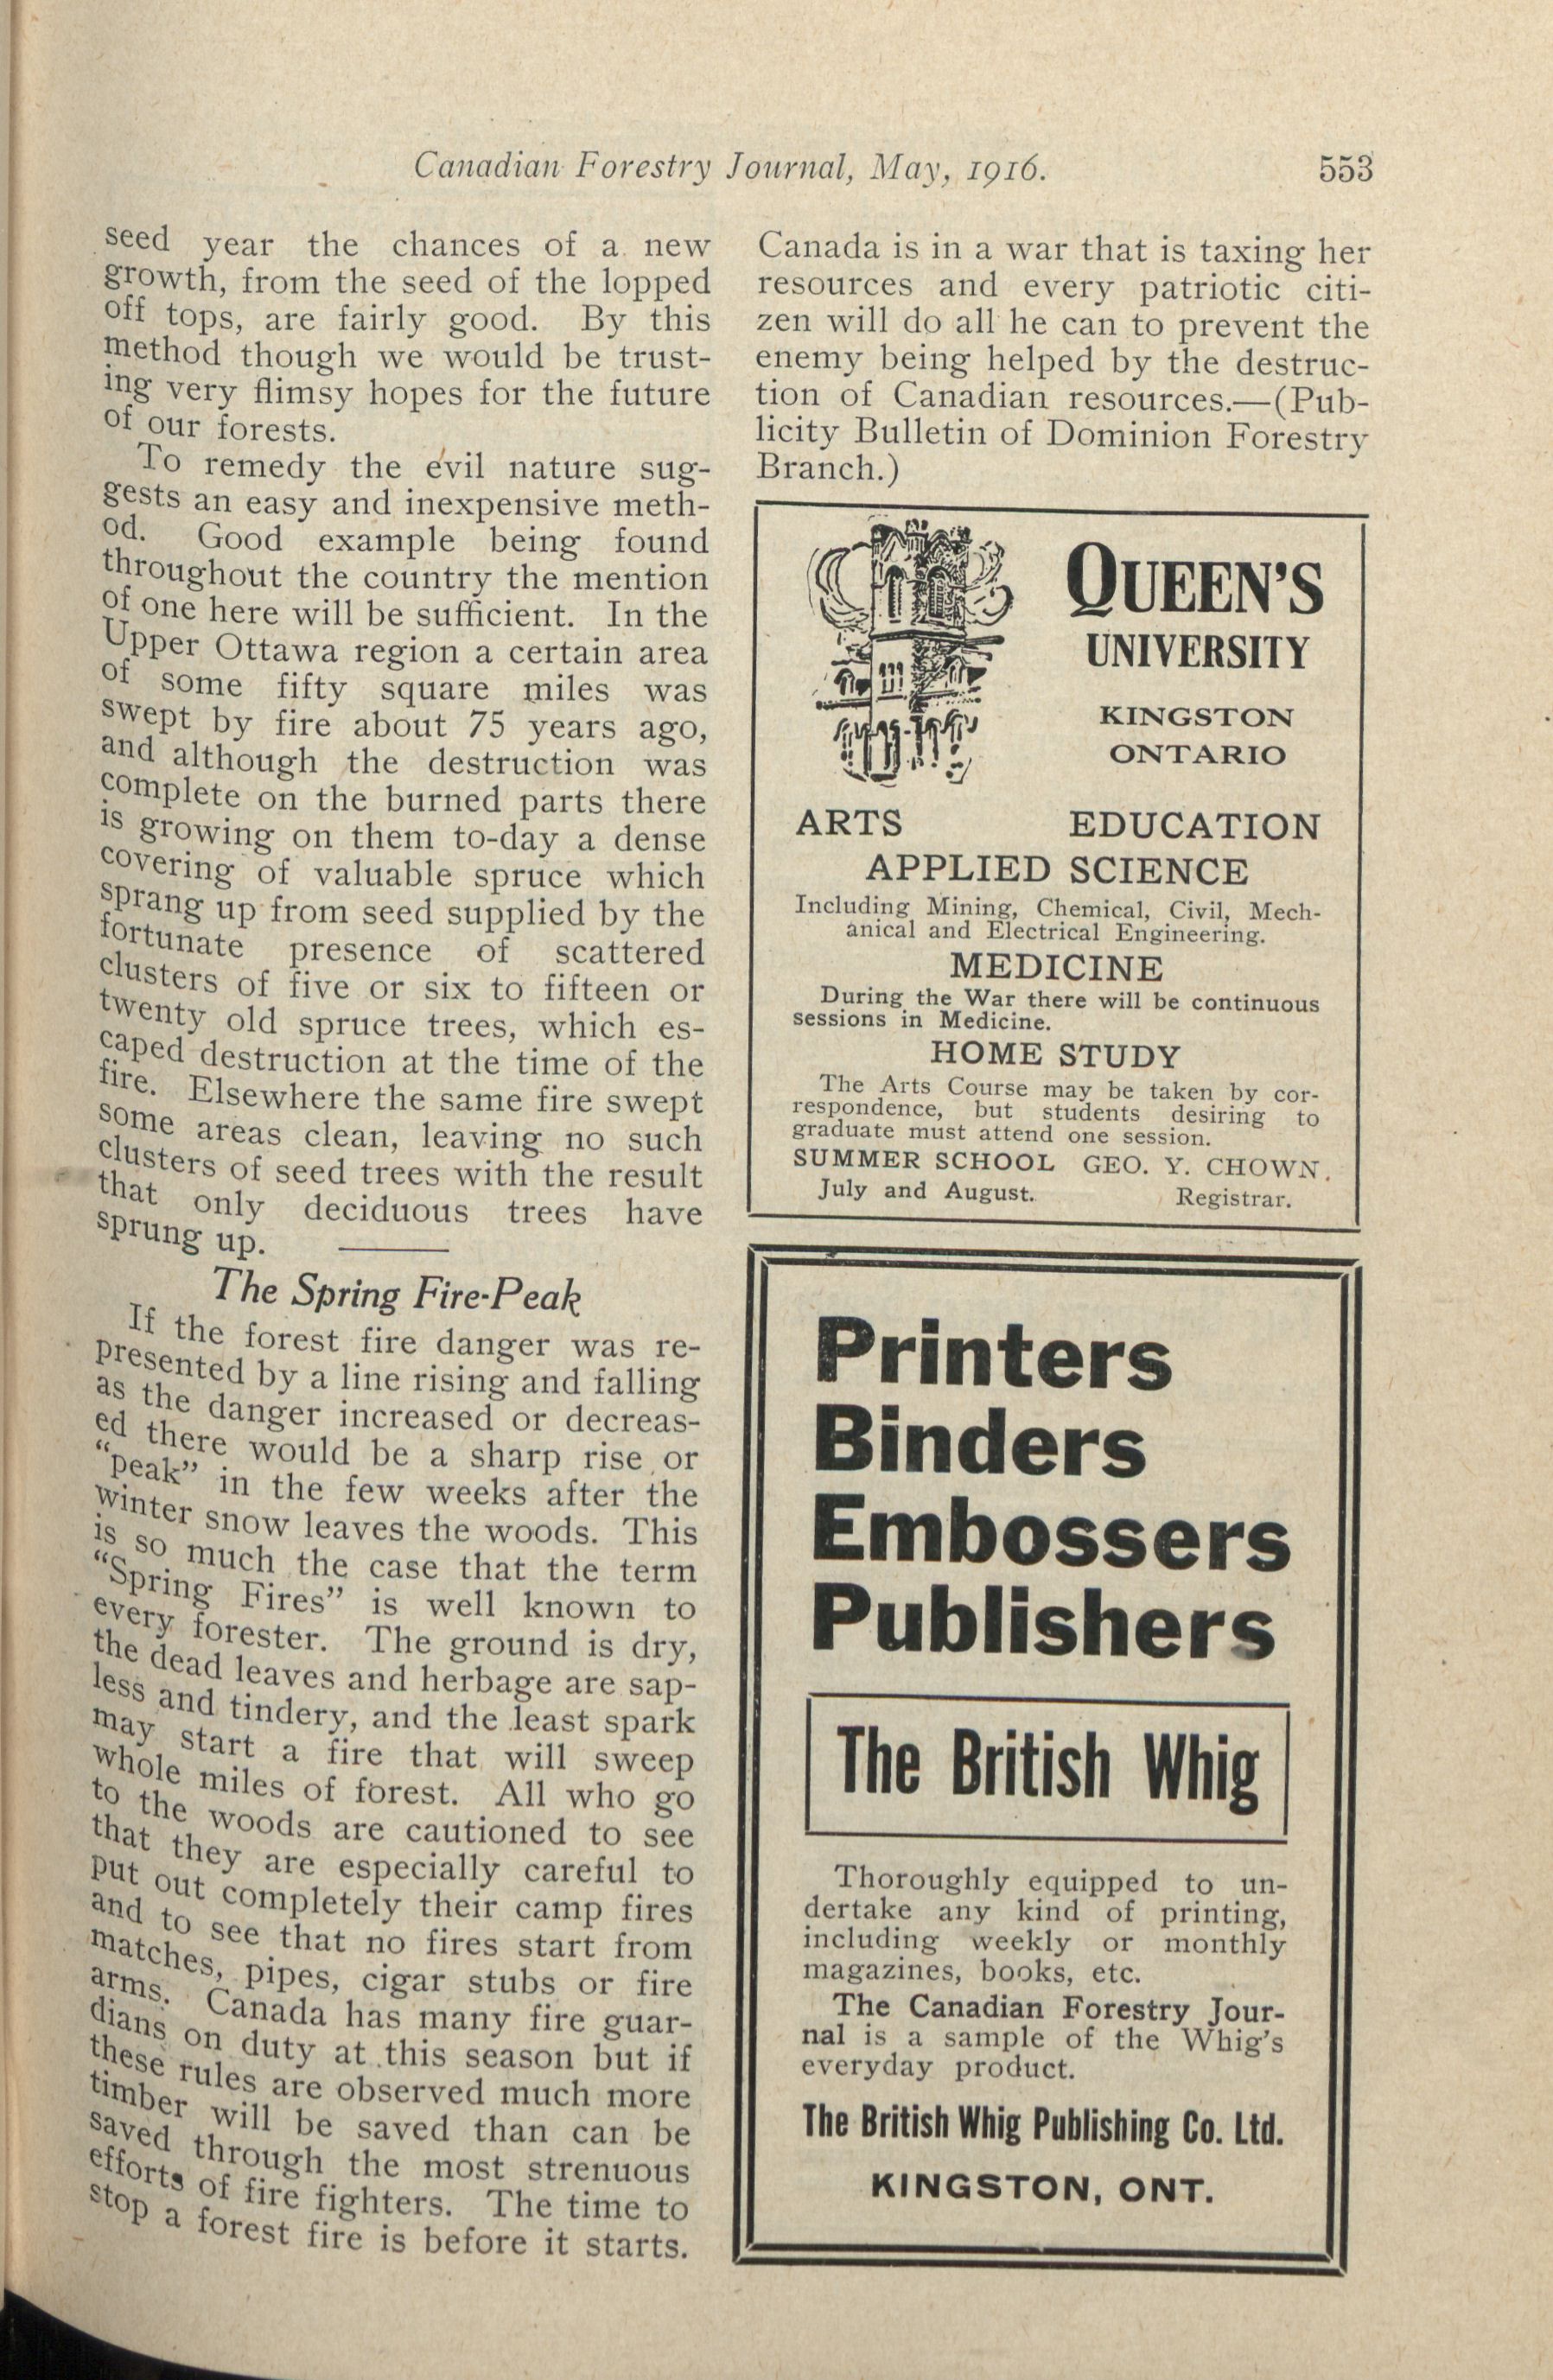 Canadian Forestry Journal, May, 1916. 553
seed year the chances of a new
growth, from the seed of the lopped
off tops, are fairly good. By this
method though we would be trust-
ing very flimsy hopes for the future
of our forests.
To remedy the evil nature sug-
gests an easy and inexpensive meth-
od. Good example being found
throughout the country the mention
of one here will be sufficient. In the
Upper Ottawa region a certain area
of some fifty square miles was
swept by fire about 75 years ago,
and although the destruction was
complete on the burned parts there
is growing on them to-day a dense
covering of valuable spruce which
sprang up from seed supplied by the
fortunate presence of scattered
clusters of five or six to fifteen or
twenty old spruce trees, which es-
caped destruction at the time of the
fire. Elsewhere the same fire swept
some areas clean, leaving no such
clusters of seed trees with the result
that only deciduous trees have
sprung up.
The Spring Fire-Peak
If the forest fire danger was re-
presented by a line rising and falling
as the danger increased or decreas-
ed there would be a sharp rise or
“peak” in the few weeks after the
winter snow leaves the woods. This
is so much the case that the term
“Spring Fires” is well known to
every forester. The ground is dry,
the dead leaves and herbage are sap-
less and tindery, and the least spark
may start a fire that will sweep
whole miles of forest. All who go
to the woods are cautioned to see
that they are especially careful to
put out completely their camp fires
and to see that no fires start from
matches, pipes, cigar stubs or fire
arms. Canada has many fire guar-
dians on duty at this season but if
these rules are observed much more
timber will be saved than can be
saved through the most strenuous
efforts of fire fighters. The time to
stop a forest fire is before it starts.
Canada is in a war that is taxing her
resources and every patriotic citi-
zen will do all he can to prevent the
enemy being helped by the destruc-
tion of Canadian resources.—(Pub-
licity Bulletin of Dominion Forestry
Branch.)
QUEEN'S
UNIVERSITY
KINGSTON
ONTARIO
ARTS EDUCATION
APPLIED SCIENCE
Including Mining, Chemical, Civil, Mech-
anical and Electrical Engineering.
MEDICINE
During the War there will be continuous
sessions in Medicine.
HOME STUDY
The Arts Course may be taken by cor-
respondence, but students desiring to
graduate must attend one session.
SUMMER SCHOOL GEO. Y. CHOWN.
July and August. Registrar.
Printers
Binders
Embossers
Publishers
The British Whig
Thoroughly equipped to un-
dertake any kind of printing,
including weekly or monthly
magazines, books, etc.
The Canadian Forestry Jour-
nal is a sample of the Whig's
everyday product.
The British Whig Publishing Co. Ltd.
KINGSTON, ONT.